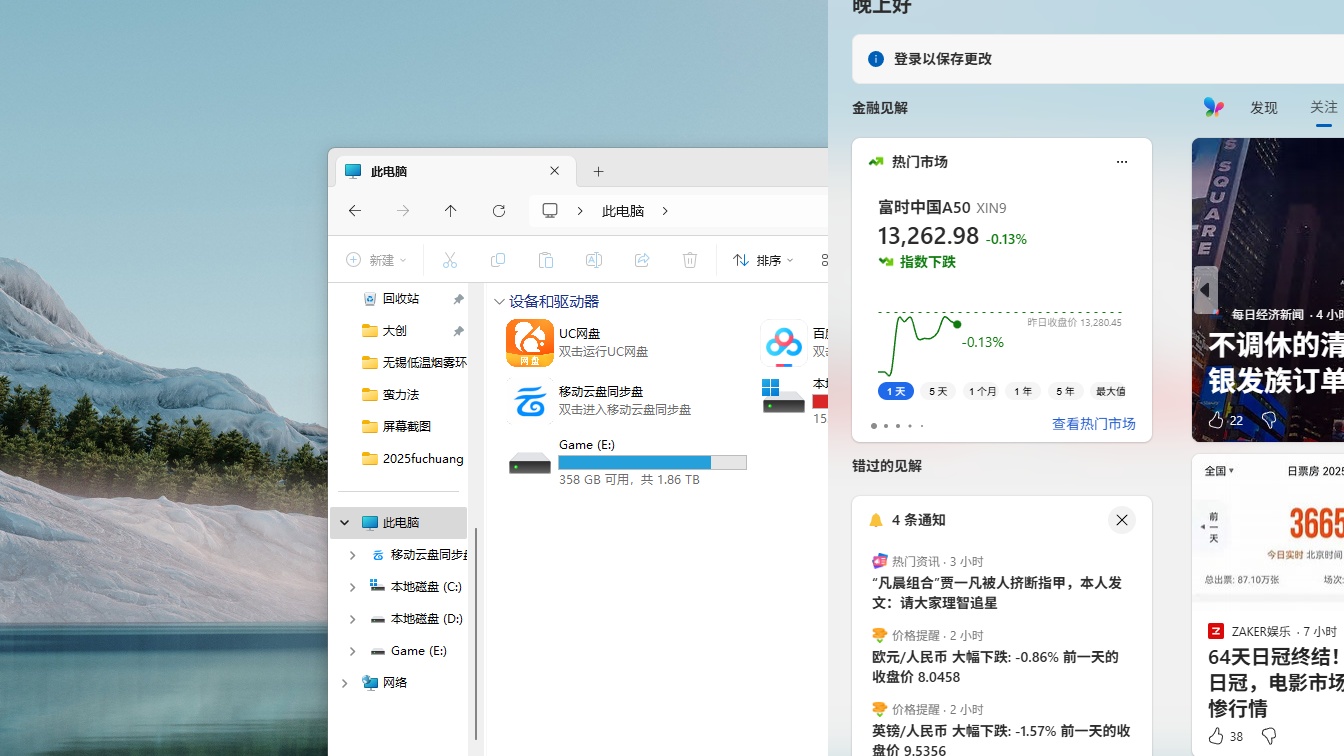 此电脑
此电脑
新建
排序
回收站
大创
无锡低温烟雾环
蛮力法
屏幕截图
2025fuchuang
此电脑
移动云盘同步
本地磁盘 (C:)
本地磁盘 (D:)
Game (E:)
网络
设备和驱动器
UC网盘
双击运行UC网盘
网盘
移动云盘同步盘
双击进入移动云盘同步盘
Game (E:)
358 GB 可用，共 1.86 TB
15
晚上好
登录以保存更改
金融见解
热门市场
富时中国A50 XIN9
13,262.98 -0.13%
指数下跌
昨日收盘价 13,280.45
-0.13%
1 天
5 天
1 个月
1 年
5 年
最大值
查看热门市场
错过的见解
4 条通知
热门资讯 · 3 小时
“凡晨组合”贾一凡被人挤断指甲，本人发
文：请大家理智追星
价格提醒 · 2 小时
欧元/人民币 大幅下跌: -0.86% 前一天的
收盘价 8.0458
价格提醒 · 2 小时
英镑/人民币 大幅下跌: -1.57% 前一天的收
盘价 9.5356
发现
关注
SQUARE
每日经济新闻 · 4 小
不调休的清
银发族订单
22
全国
日票房 2025
前一天
3665
今日实时 北京时间
总出票: 87.10万张
场次:
ZAKER娱乐 · 7 小时
64天日冠终结！
日冠，电影市场
惨行情
38